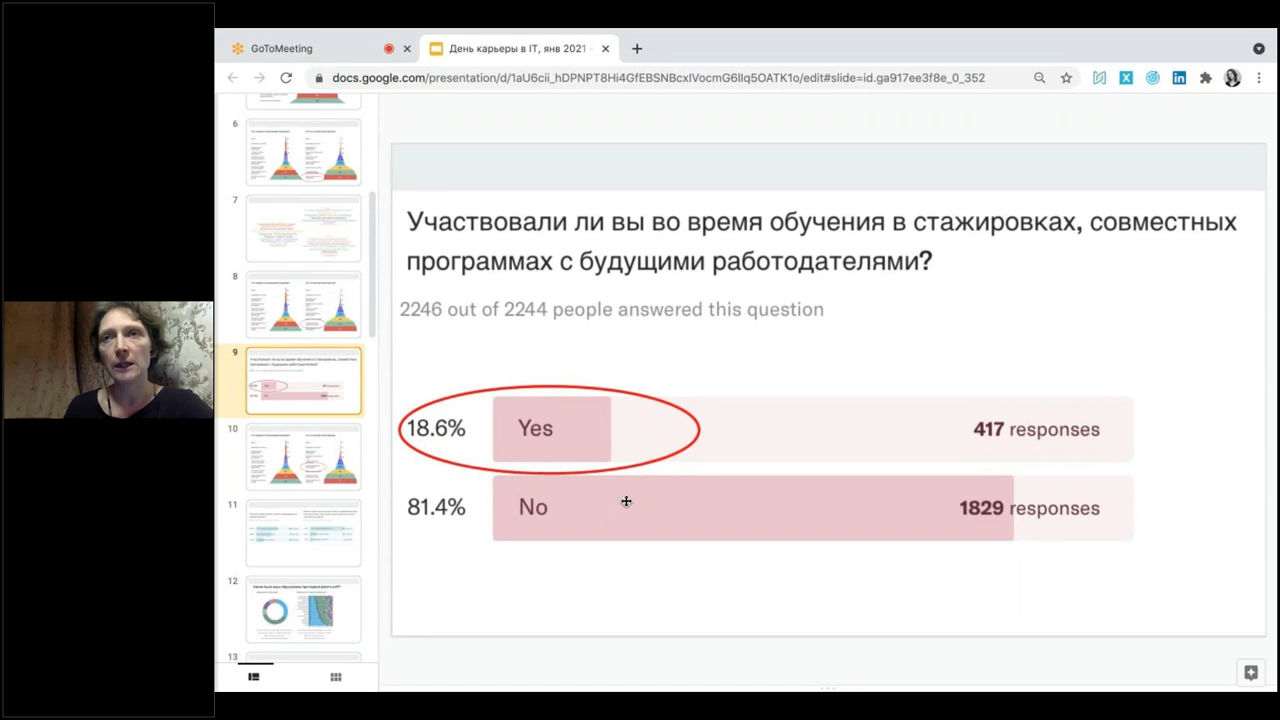 GoToMeeting
День карьеры в IT, янв 2021 -
docs.google.com/presentation/d/1aU6cii_hDPNPT8Hi4GfEBSNBcxIVocmG6IIq5OATK1o/edit#slide=id.ga917ee3f8e_0_352
6
7
8
9
10
11
12
13
Участвовали ли вы во время обучения в стажировках, совместных
программах с будущими работодателями?
2246 out of 2244 people answered this question
18.6% Yes 417 responses
81.4% No 1829 responses